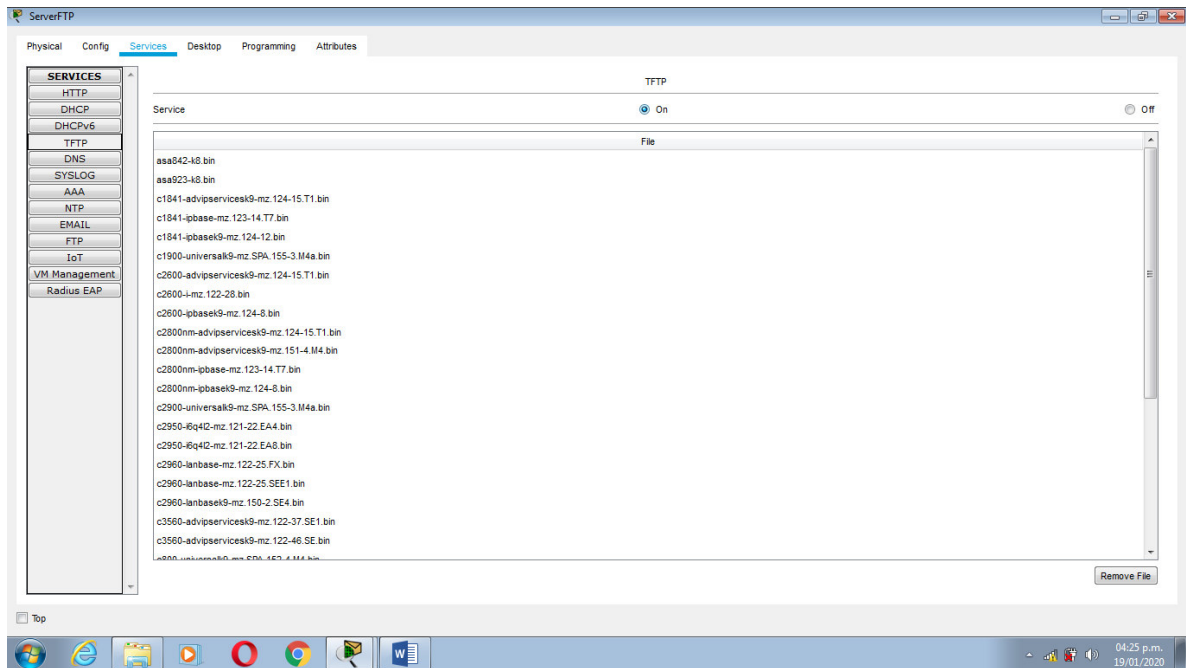 ServerFTP
Physical Config Services Desktop Programming Attributes
SERVICES
HTTP
DHCP
DHCPv6
TFTP
DNS
SYSLOG
AAA
NTP
EMAIL
FTP
IoT
VM Management
Radius EAP
TFTP
Service On Off
File
asa842-k8.bin
asa923-k8.bin
c1841-advipservicesk9-mz.124-15.T1.bin
c1841-ipbase-mz.123-14.T7.bin
c1841-ipbasek9-mz.124-12.bin
c1900-universalk9-mz.SPA.155-3.M4a.bin
c2600-advipservicesk9-mz.124-15.T1.bin
c2600-i-mz.122-28.bin
c2600-ipbasek9-mz.124-8.bin
c2800nm-advipservicesk9-mz.124-15.T1.bin
c2800nm-advipservicesk9-mz.151-4.M4.bin
c2800nm-ipbase-mz.123-14.T7.bin
c2800nm-ipbasek9-mz.124-8.bin
c2900-universalk9-mz.SPA.155-3.M4a.bin
c2950-i6q4l2-mz.121-22.EA4.bin
c2950-i6q4l2-mz.121-22.EA8.bin
c2960-lanbase-mz.122-25.FX.bin
c2960-lanbase-mz.122-25.SEE1.bin
c2960-lanbasek9-mz.150-2.SE4.bin
c3560-advipservicesk9-mz.122-37.SE1.bin
c3560-advipservicesk9-mz.122-46.SE.bin
c800-universalk9-mz.SPA.152-4.M4.bin
Remove File
Top
04:25 p.m.
19/01/2020